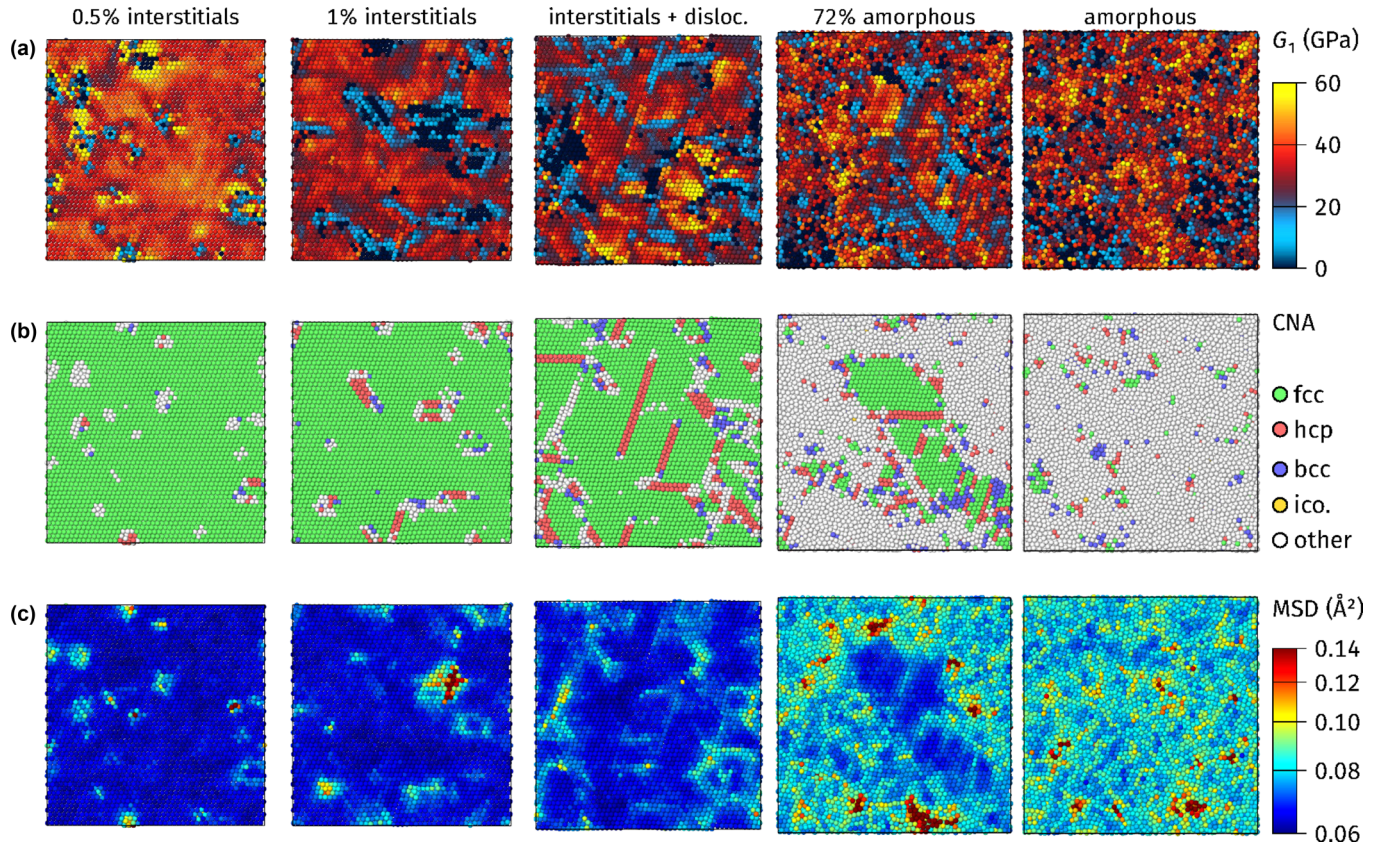 0.5% interstitials 1% interstitials interstitials + disloc. 72% amorphous amorphous
(a) G₁ (GPa)
60
40
20
0
(b) CNA
fcc
hcp
bcc
ico.
other
(c) MSD (Å²)
0.14
0.12
0.10
0.08
0.06